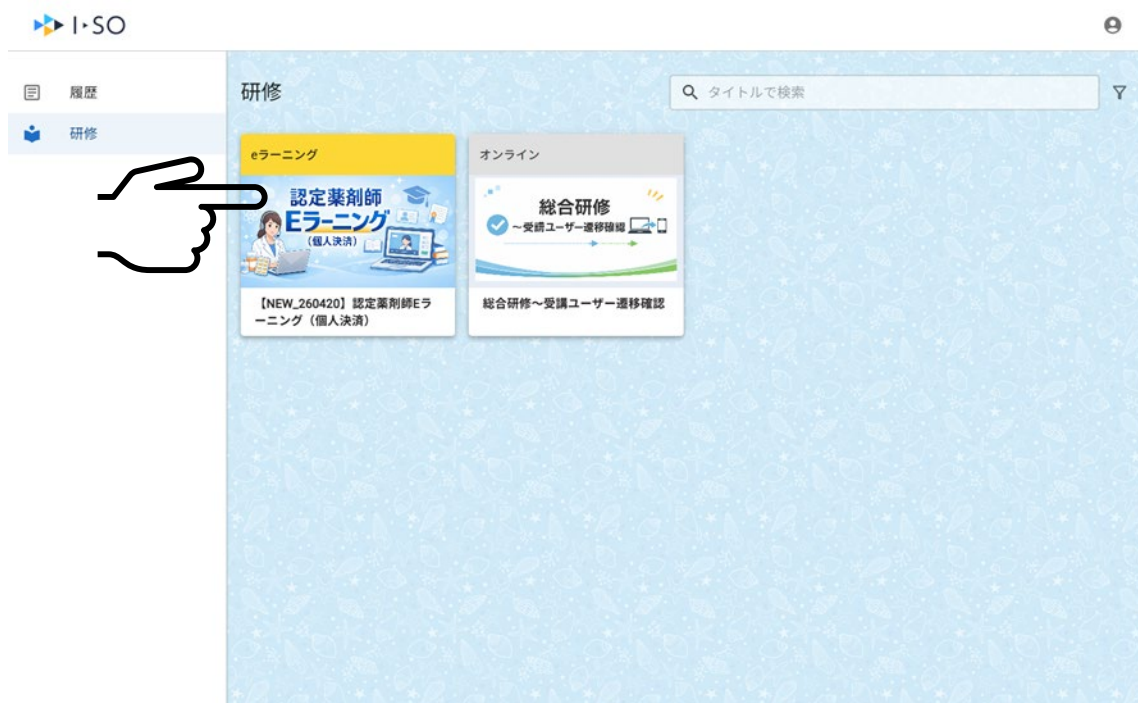 I·SO
履歴
研修
研修
タイトルで検索
eラーニング
認定薬剤師
Eラーニング
(個人決済)
【NEW_260420】認定薬剤師Eラ
ーニング（個人決済）
オンライン
総合研修
～受講ユーザー遷移確認
総合研修～受講ユーザー遷移確認